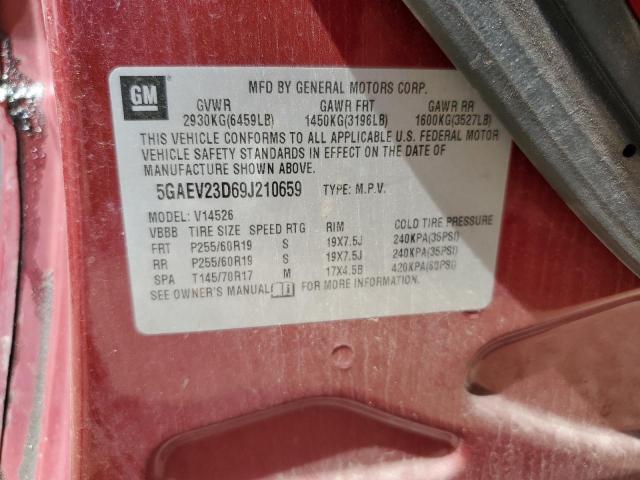 GM
MFD BY GENERAL MOTORS CORP.
GVWR GAWR FRT GAWR RR
2930KG(6459LB) 1450KG(3196LB) 1600KG(3527LB)
THIS VEHICLE CONFORMS TO ALL APPLICABLE U.S. FEDERAL MOTOR
VEHICLE SAFETY STANDARDS IN EFFECT ON THE DATE OF
MANUFACTURE SHOWN ABOVE.
5GAEV23D69J210659 TYPE: M.P.V.
MODEL: V14526
VBBB TIRE SIZE SPEED RTG RIM COLD TIRE PRESSURE
FRT P255/60R19 S 19X7.5J 240KPA(35PSI)
RR P255/60R19 S 19X7.5J 240KPA(35PSI)
SPA T145/70R17 M 17X4.5B 420KPA(60PSI)
SEE OWNER'S MANUAL FOR MORE INFORMATION.